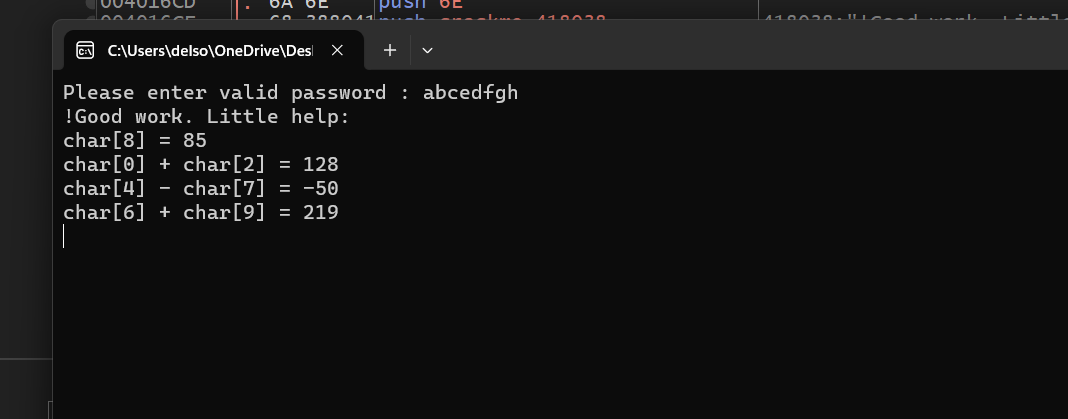 004016CD . 6A 6E push 6E
C:\Users\delso\OneDrive\Des
Please enter valid password : abcedfgh
!Good work. Little help:
char[8] = 85
char[0] + char[2] = 128
char[4] - char[7] = -50
char[6] + char[9] = 219